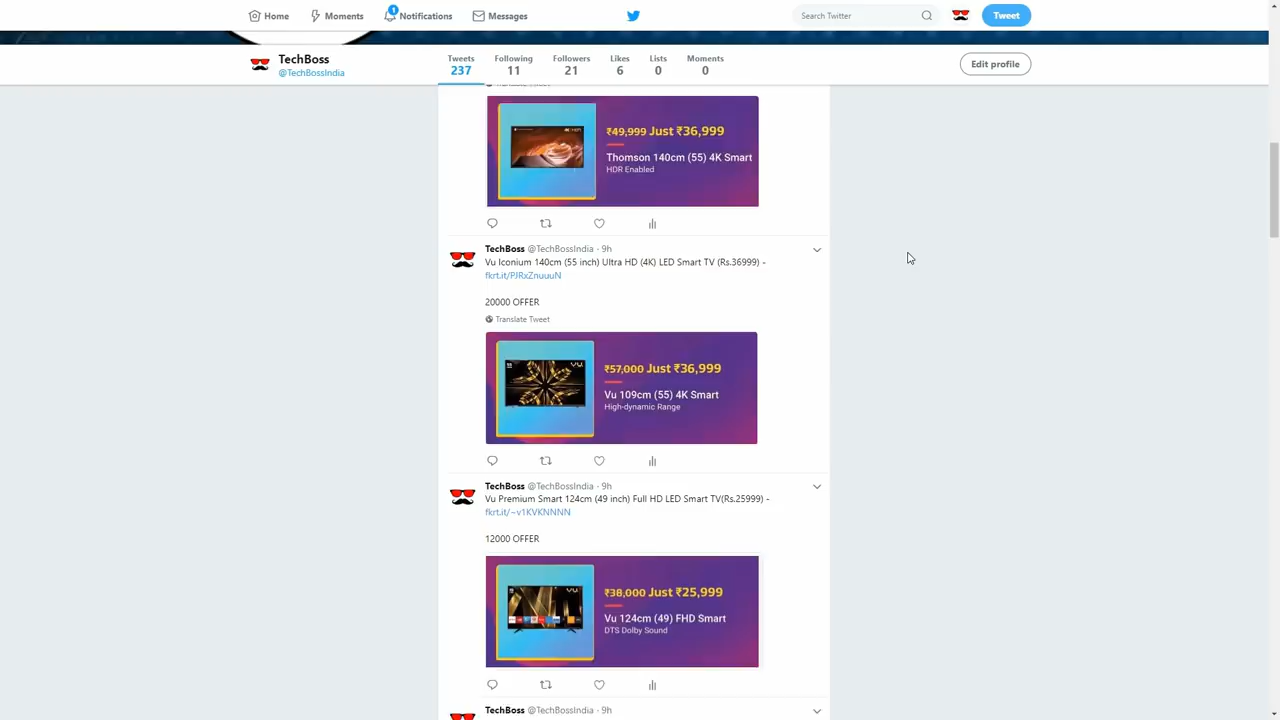 Home
Moments
1
Notifications
Messages
Search Twitter
Tweet
TechBoss
@TechBossIndia
Tweets
237
Following
11
Followers
21
Likes
6
Lists
0
Moments
0
Edit profile
₹49,999 Just ₹36,999
Thomson 140cm (55) 4K Smart
HDR Enabled
TechBoss @TechBossIndia · 9h
Vu Iconium 140cm (55 inch) Ultra HD (4K) LED Smart TV (Rs.36999) -
fkrt.it/PJRxZnuuuN
20000 OFFER
Translate Tweet
₹57,000 Just ₹36,999
Vu 109cm (55) 4K Smart
High-dynamic Range
TechBoss @TechBossIndia · 9h
Vu Premium Smart 124cm (49 inch) Full HD LED Smart TV(Rs.25999) -
fkrt.it/~v1KVKNNNN
12000 OFFER
₹38,000 Just ₹25,999
Vu 124cm (49) FHD Smart
DTS Dolby Sound
TechBoss @TechBossIndia · 9h